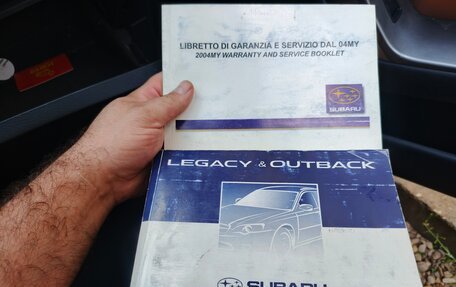 LIBRETTO DI GARANZIA E SERVIZIO DAL 04MY
2004MY WARRANTY AND SERVICE BOOKLET
SUBARU
LEGACY & OUTBACK
SUBARU